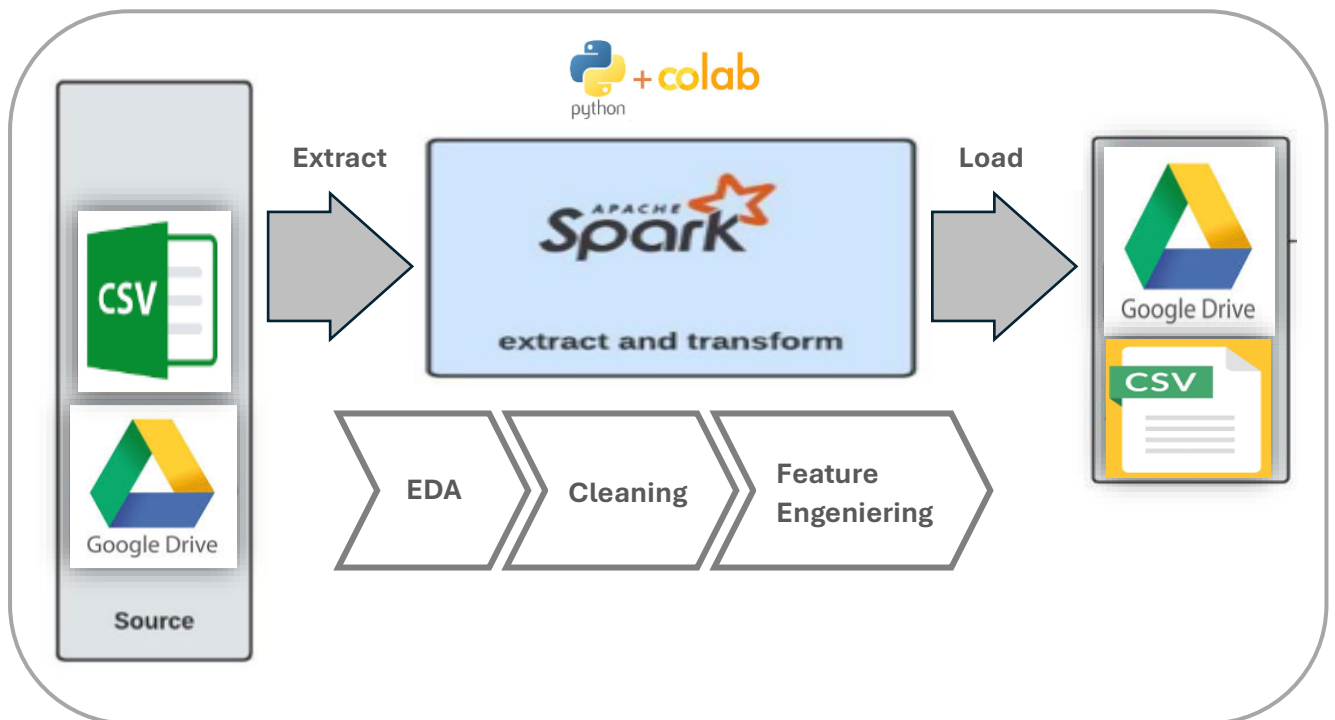 python
+ colab
Extract
Load
CSV
APACHE
Spark
extract and transform
Google Drive
CSV
EDA
Cleaning
Feature
Engeniering
Google Drive
Source